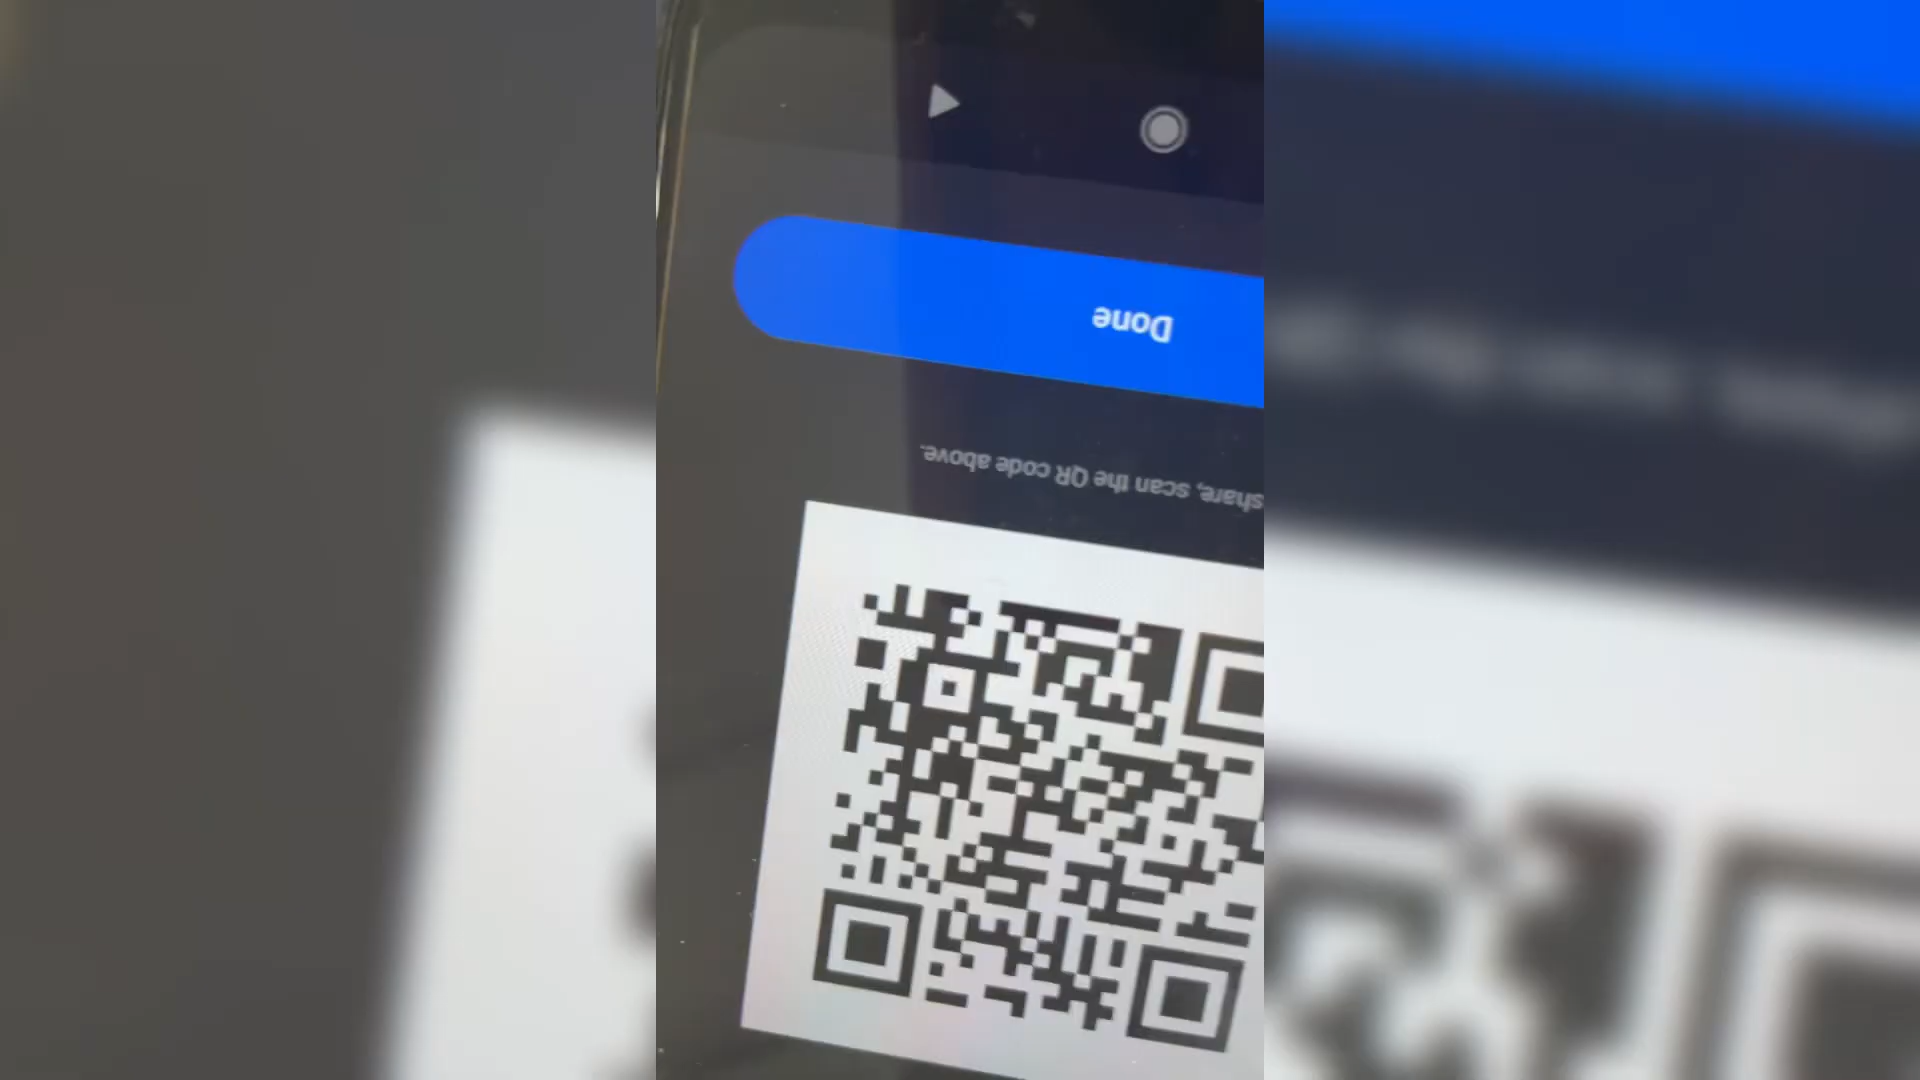 share, scan the QR code above.
Done